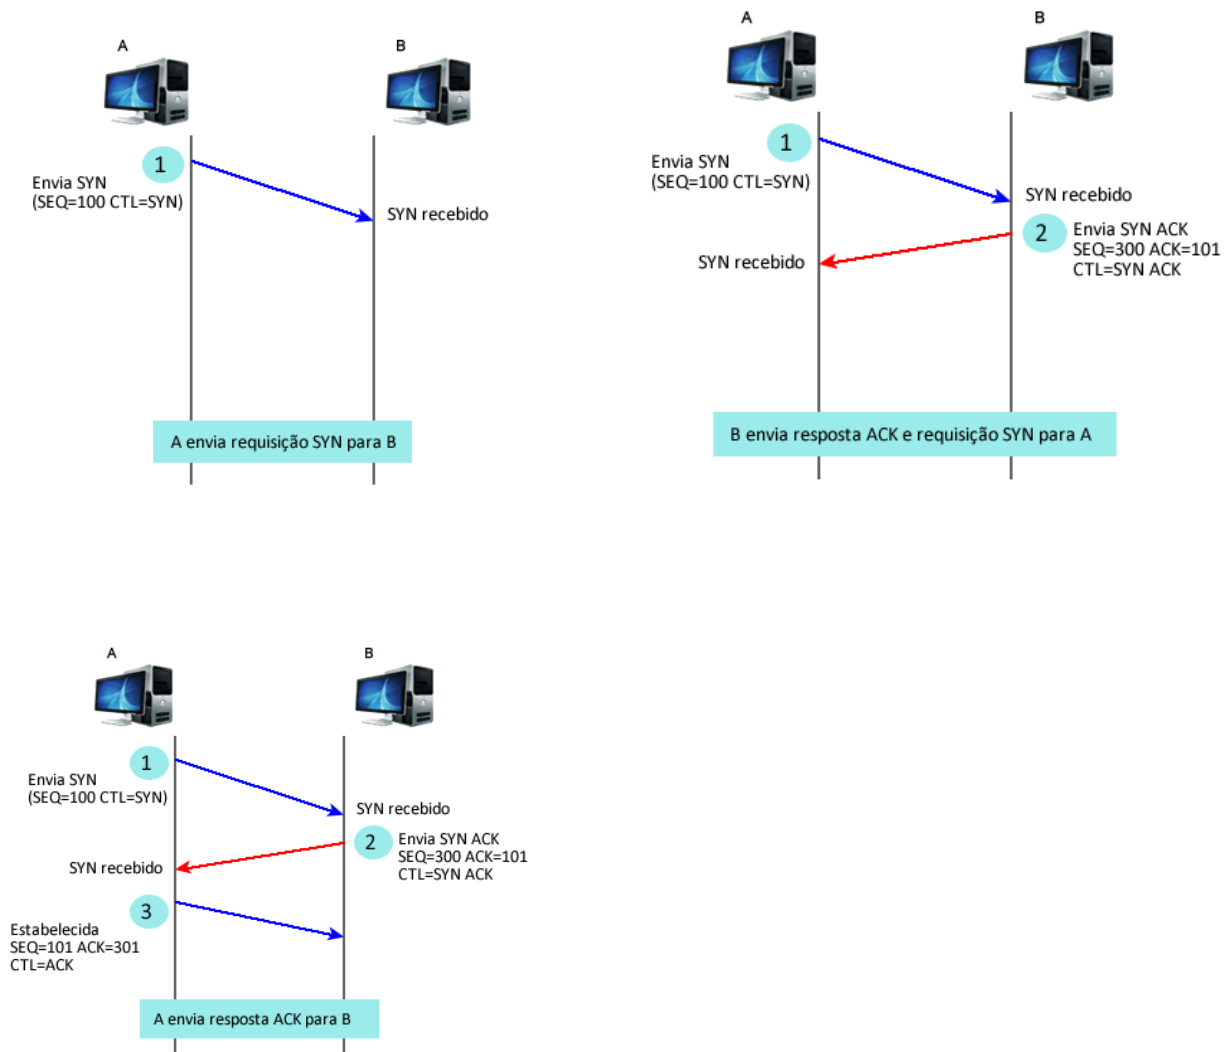 A
B
1
Envia SYN
(SEQ=100 CTL=SYN)
SYN recebido
A envia requisição SYN para B
A
B
1
Envia SYN
(SEQ=100 CTL=SYN)
SYN recebido
2
Envia SYN ACK
SEQ=300 ACK=101
CTL=SYN ACK
SYN recebido
B envia resposta ACK e requisição SYN para A
A
B
1
Envia SYN
(SEQ=100 CTL=SYN)
SYN recebido
2
Envia SYN ACK
SEQ=300 ACK=101
CTL=SYN ACK
SYN recebido
3
Estabelecida
SEQ=101 ACK=301
CTL=ACK
A envia resposta ACK para B